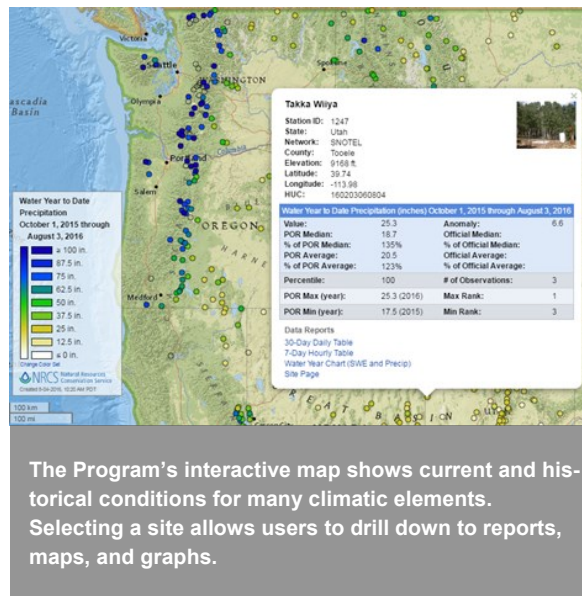 Victoria
Seattle
Spokane
WASHINGTON
Olympia
ascadia
Basin
Columbia
Portland
Salem
OREGON
Medford
GREAT BASIN
Water Year to Date
Precipitation
October 1, 2015 through
August 3, 2016
≥ 100 in.
87.5 in.
75 in.
62.5 in.
50 in.
37.5 in.
25 in.
12.5 in.
≤ 0 in.
Change Color Set
NRCS Natural Resources
Conservation Service
100 km
100 mi
Takka Wiiya
Station ID: 1247
State: Utah
Network: SNOTEL
County: Tooele
Elevation: 9168 ft.
Latitude: 39.74
Longitude: -113.98
HUC: 160203060804
Water Year to Date Precipitation (inches) October 1, 2015 through August 3, 2016
Value: 25.3 Anomaly: 6.6
POR Median: 18.7 Official Median:
% of POR Median: 135% % of Official Median:
POR Average: 20.5 Official Average:
% of POR Average: 123% % of Official Average:
Percentile: 100 # of Observations: 3
POR Max (year): 25.3 (2016) Max Rank: 1
POR Min (year): 17.5 (2015) Min Rank: 3
Data Reports
30-Day Daily Table
7-Day Hourly Table
Water Year Chart (SWE and Precip)
Site Page
The Program's interactive map shows current and his-
torical conditions for many climatic elements.
Selecting a site allows users to drill down to reports,
maps, and graphs.